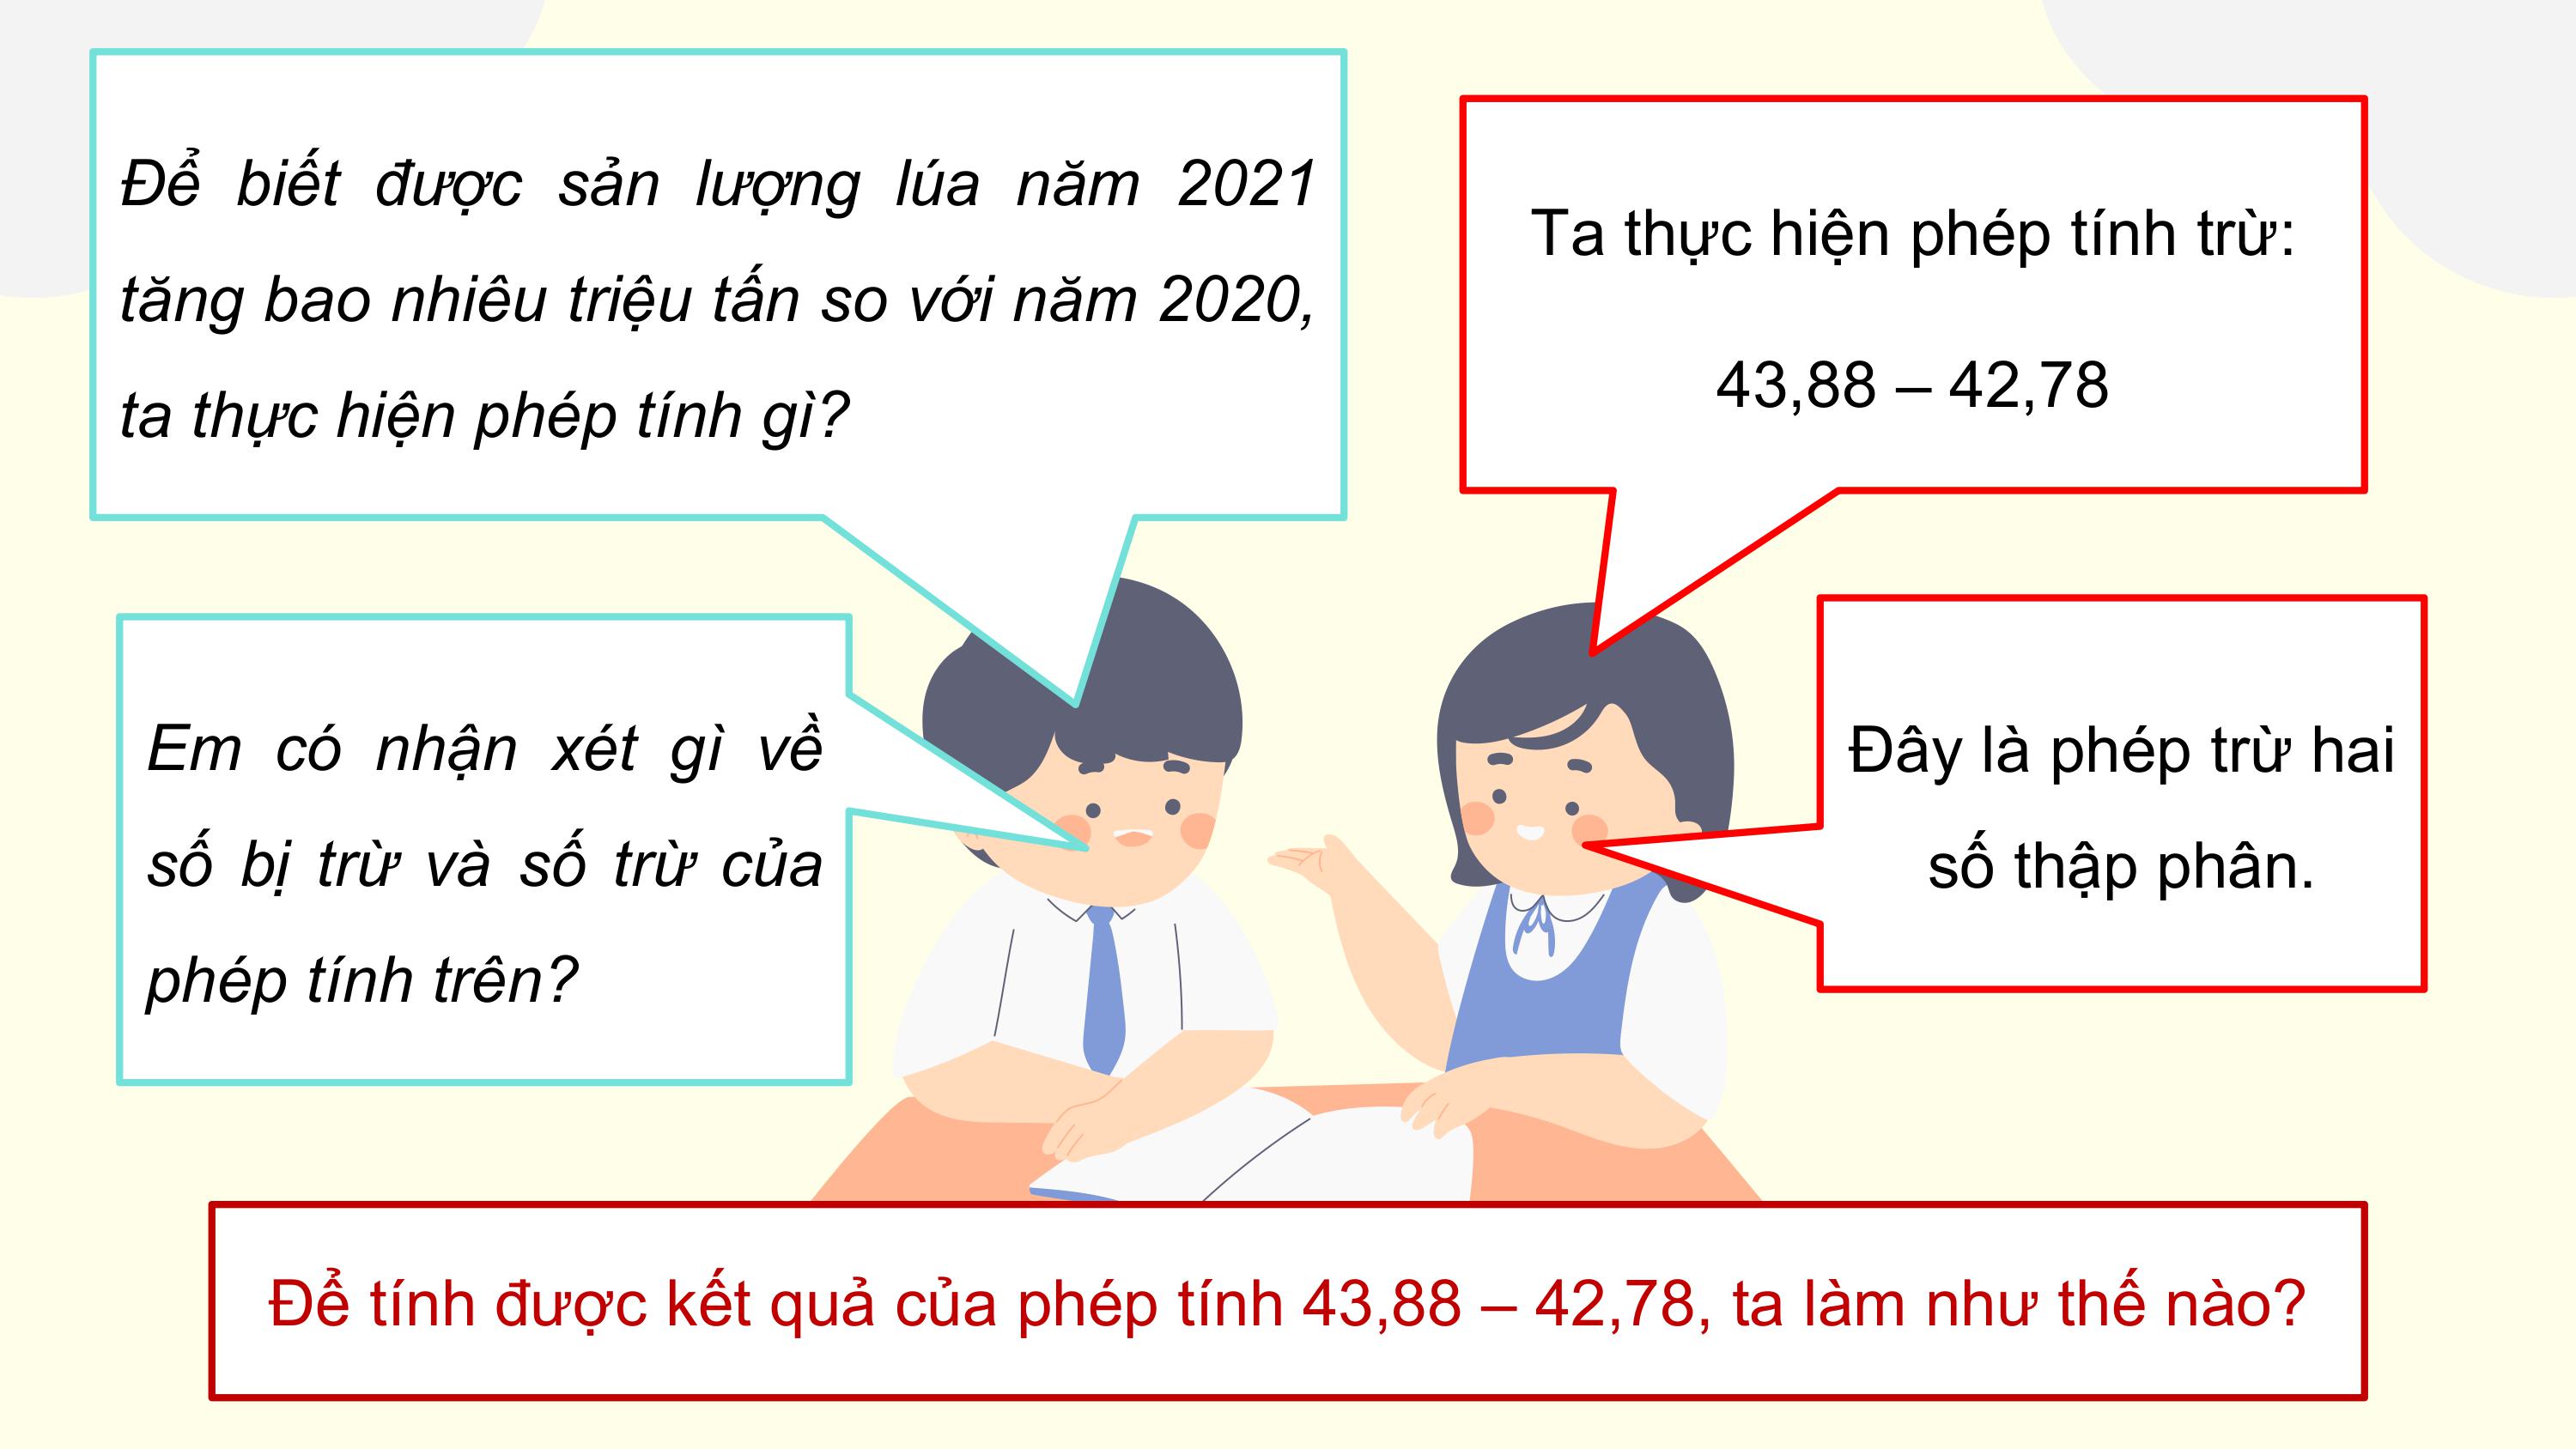 Để biết được sản lượng lúa năm 2021
tăng bao nhiêu triệu tấn so với năm 2020,
ta thực hiện phép tính gì?
Ta thực hiện phép tính trừ:
43,88 – 42,78
Em có nhận xét gì về
số bị trừ và số trừ của
phép tính trên?
Đây là phép trừ hai
số thập phân.
Để tính được kết quả của phép tính 43,88 – 42,78, ta làm như thế nào?